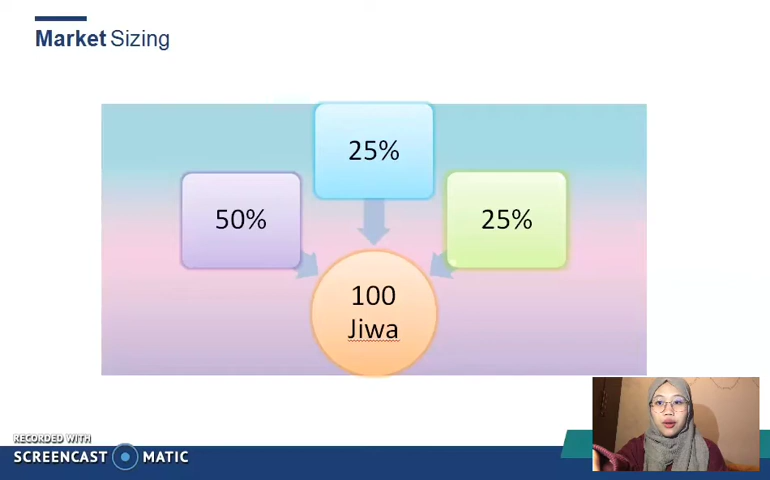 Market Sizing
25%
50%
25%
100
Jiwa
RECORDED WITH
SCREENCAST MATIC